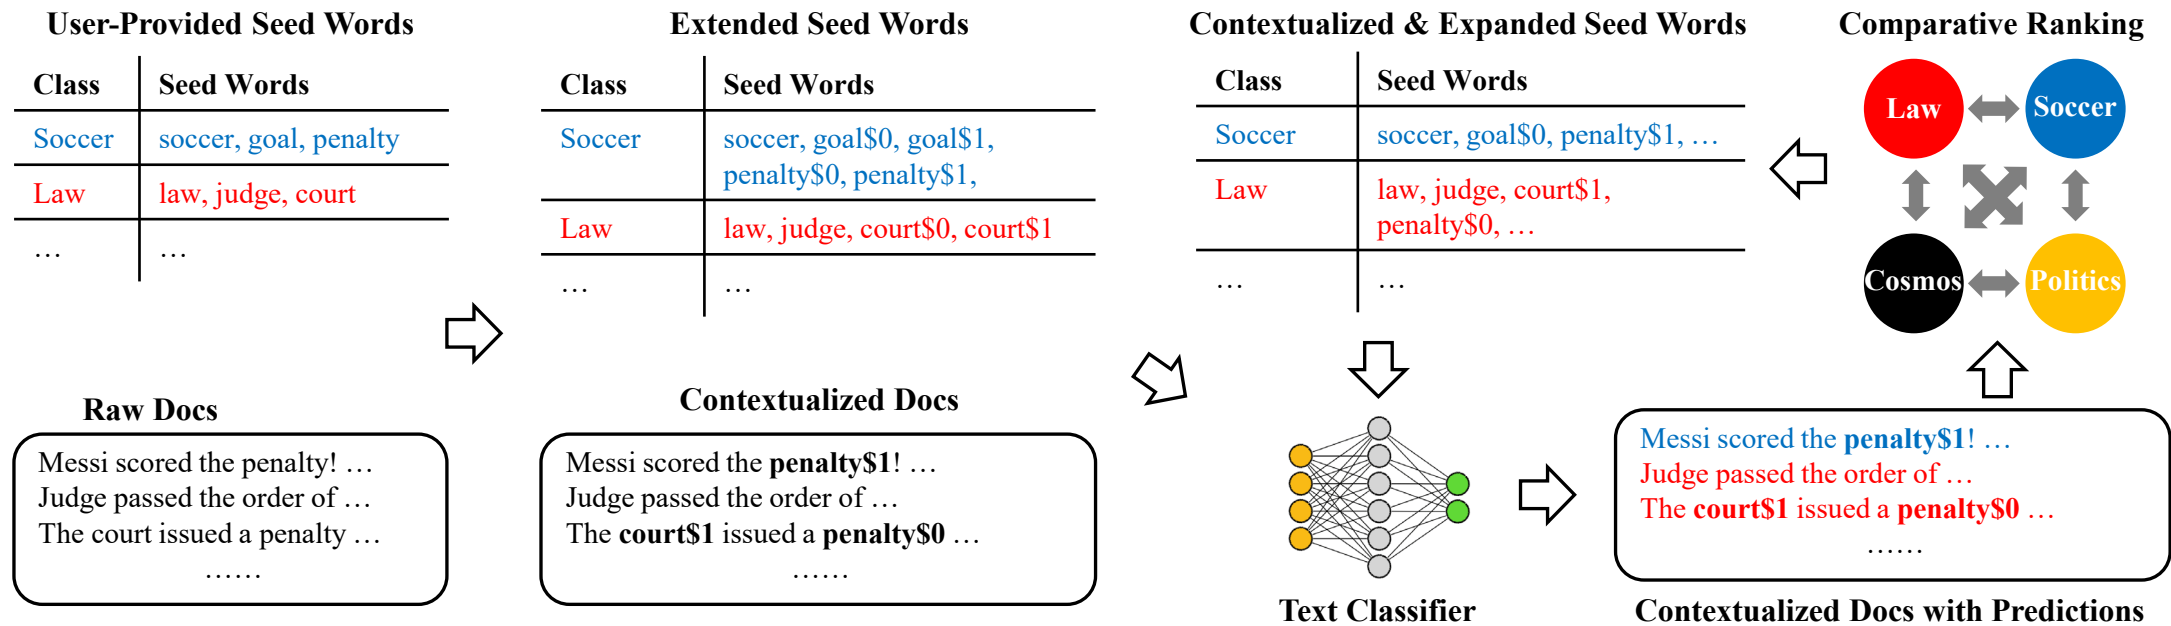 User-Provided Seed Words
Class Seed Words
Soccer soccer, goal, penalty
Law law, judge, court
… …
Raw Docs
Messi scored the penalty! …
Judge passed the order of …
The court issued a penalty …
……
Extended Seed Words
Class Seed Words
Soccer soccer, goal$0, goal$1,
penalty$0, penalty$1,
Law law, judge, court$0, court$1
… …
Contextualized Docs
Messi scored the penalty$1! …
Judge passed the order of …
The court$1 issued a penalty$0 …
……
Contextualized & Expanded Seed Words
Class Seed Words
Soccer soccer, goal$0, penalty$1, …
Law law, judge, court$1,
penalty$0, …
… …
Text Classifier
Comparative Ranking
Law Soccer
Cosmos Politics
Messi scored the penalty$1! …
Judge passed the order of …
The court$1 issued a penalty$0 …
……
Contextualized Docs with Predictions